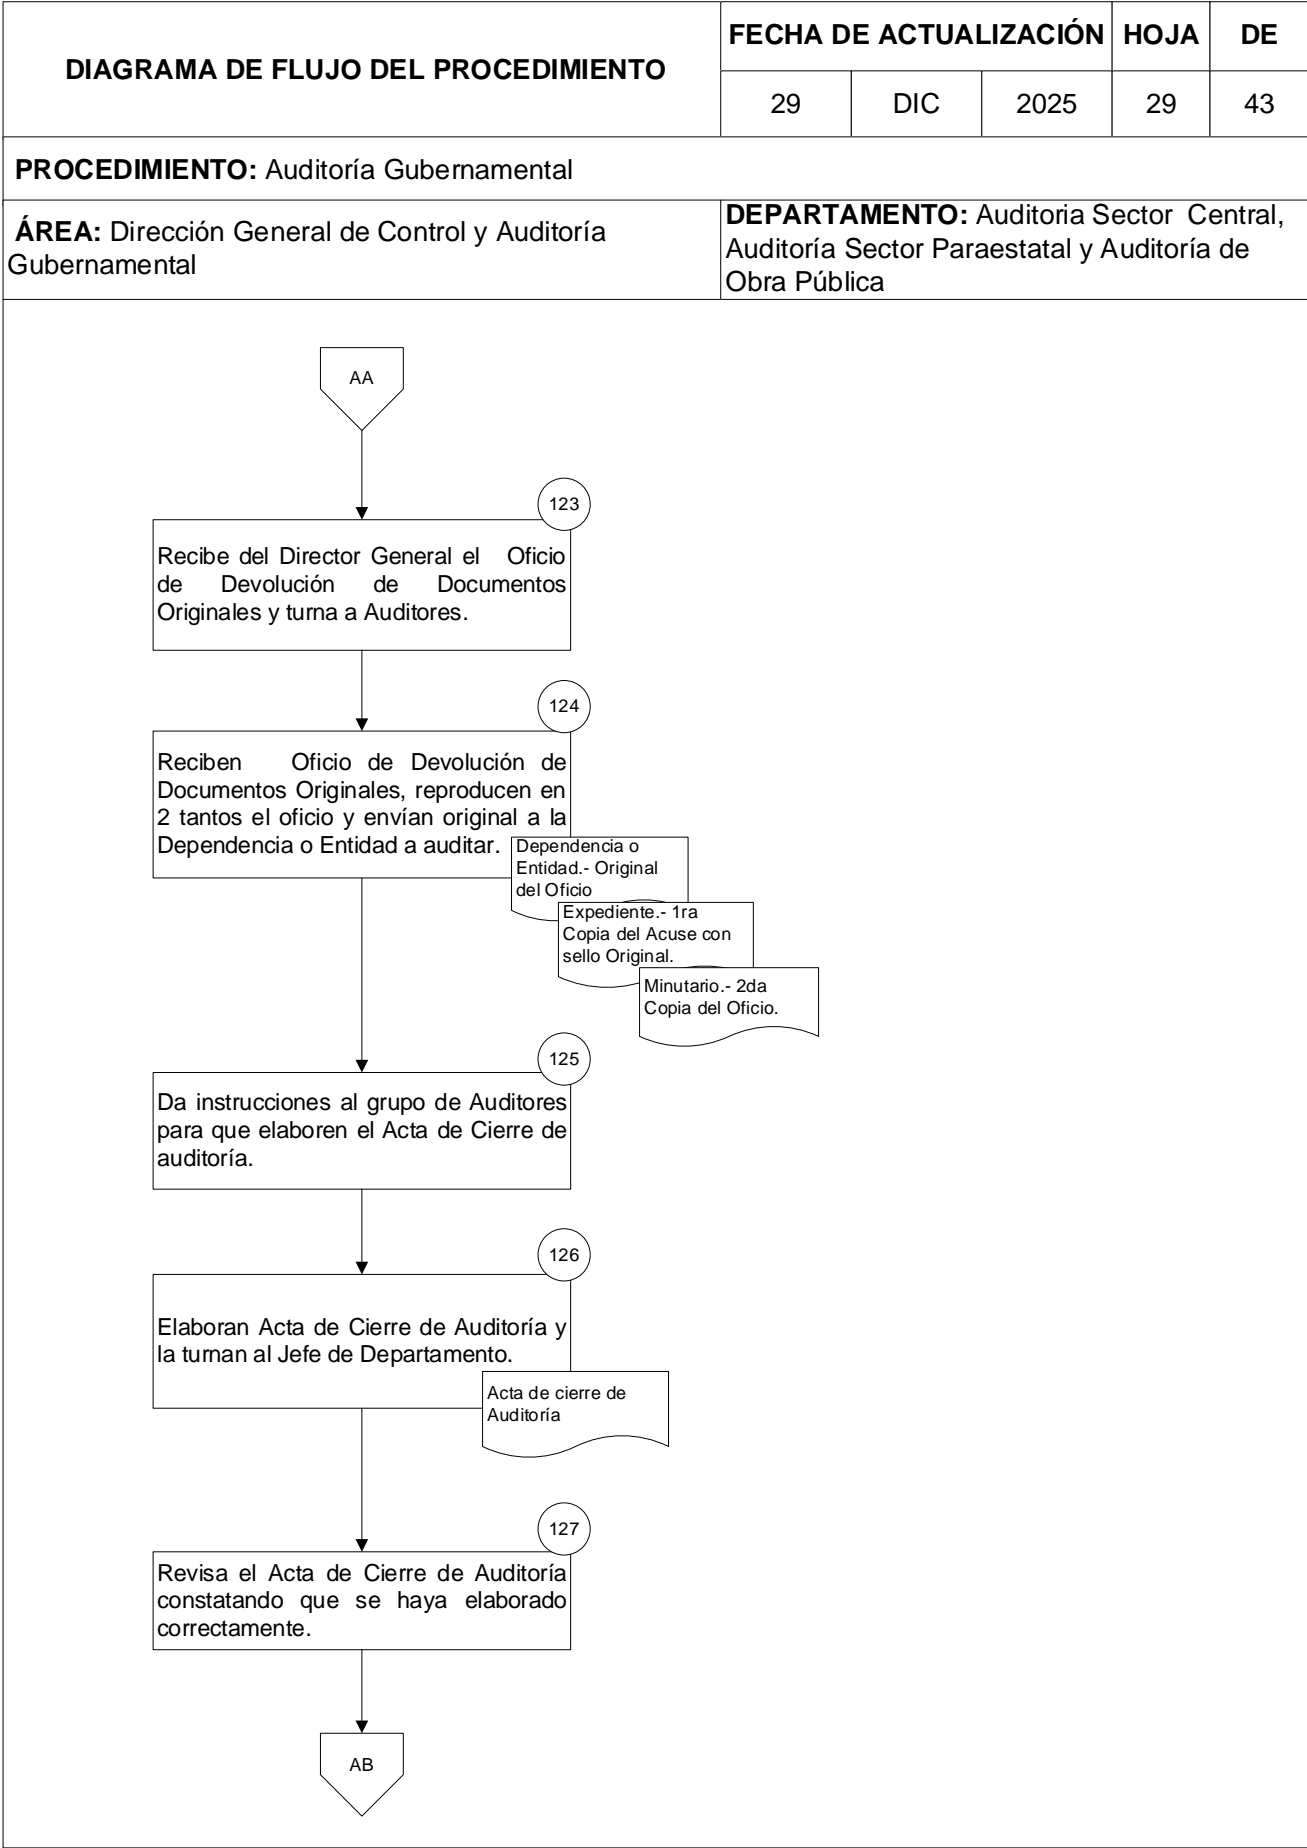 DIAGRAMA DE FLUJO DEL PROCEDIMIENTO
FECHA DE ACTUALIZACIÓN HOJA DE
29 DIC 2025 29 43
PROCEDIMIENTO: Auditoría Gubernamental
ÁREA: Dirección General de Control y Auditoría
Gubernamental
DEPARTAMENTO: Auditoria Sector Central,
Auditoría Sector Paraestatal y Auditoría de
Obra Pública
AA
123
Recibe del Director General el Oficio
de Devolución de Documentos
Originales y turna a Auditores.
124
Reciben Oficio de Devolución de
Documentos Originales, reproducen en
2 tantos el oficio y envían original a la
Dependencia o Entidad a auditar.
Dependencia o
Entidad.- Original
del Oficio
Expediente.- 1ra
Copia del Acuse con
sello Original.
Minutario.- 2da
Copia del Oficio.
125
Da instrucciones al grupo de Auditores
para que elaboren el Acta de Cierre de
auditoría.
126
Elaboran Acta de Cierre de Auditoría y
la turnan al Jefe de Departamento.
Acta de cierre de
Auditoría
127
Revisa el Acta de Cierre de Auditoría
constatando que se haya elaborado
correctamente.
AB